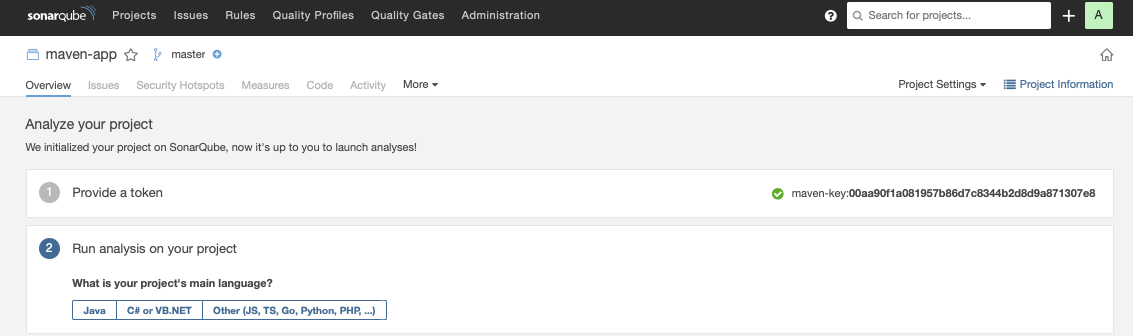 sonarqube Projects Issues Rules Quality Profiles Quality Gates Administration ? Search for projects... + A
maven-app master
Overview Issues Security Hotspots Measures Code Activity More Project Settings Project Information
Analyze your project
We initialized your project on SonarQube, now it's up to you to launch analyses!
1 Provide a token maven-key:00aa90f1a081957b86d7c8344b2d8d9a871307e8
2 Run analysis on your project
What is your project's main language?
Java C# or VB.NET Other (JS, TS, Go, Python, PHP, ...)